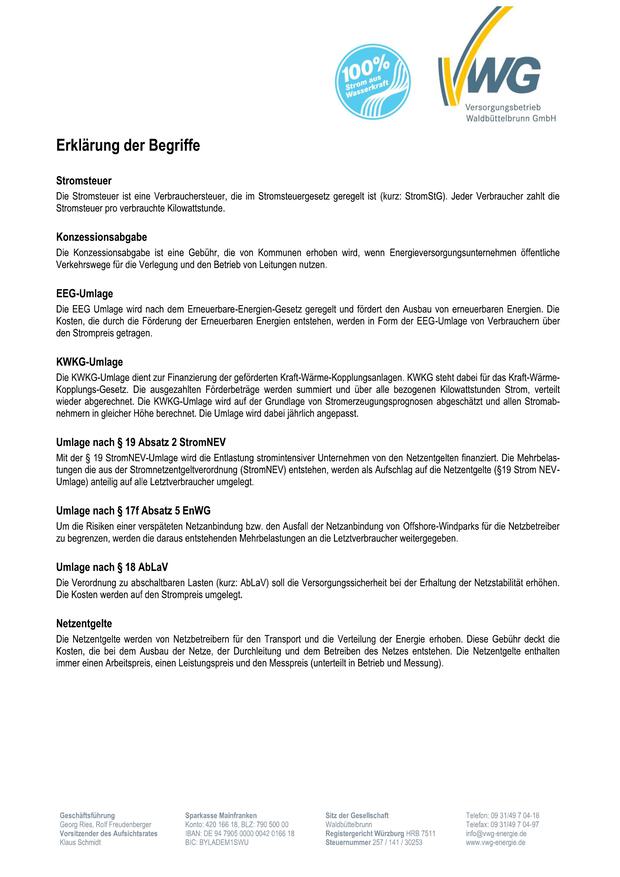 100%
Strom aus
Wasserkraft
VWG
Versorgungsbetrieb
Waldbüttelbrunn GmbH
Erklärung der Begriffe
Stromsteuer
Die Stromsteuer ist eine Verbrauchersteuer, die im Stromsteuergesetz geregelt ist (kurz: StromStG). Jeder Verbraucher zahlt die
Stromsteuer pro verbrauchte Kilowattstunde.
Konzessionsabgabe
Die Konzessionsabgabe ist eine Gebühr, die von Kommunen erhoben wird, wenn Energieversorgungsunternehmen öffentliche
Verkehrswege für die Verlegung und den Betrieb von Leitungen nutzen.
EEG-Umlage
Die EEG Umlage wird nach dem Erneuerbare-Energien-Gesetz geregelt und fördert den Ausbau von erneuerbaren Energien. Die
Kosten, die durch die Förderung der Erneuerbaren Energien entstehen, werden in Form der EEG-Umlage von Verbrauchern über
den Strompreis getragen.
KWKG-Umlage
Die KWKG-Umlage dient zur Finanzierung der geförderten Kraft-Wärme-Kopplungsanlagen. KWKG steht dabei für das Kraft-Wärme-
Kopplungs-Gesetz. Die ausgezahlten Förderbeträge werden summiert und über alle bezogenen Kilowattstunden Strom, verteilt
wieder abgerechnet. Die KWKG-Umlage wird auf der Grundlage von Stromerzeugungsprognosen abgeschätzt und allen Stromab-
nehmern in gleicher Höhe berechnet. Die Umlage wird dabei jährlich angepasst.
Umlage nach § 19 Absatz 2 StromNEV
Mit der § 19 StromNEV-Umlage wird die Entlastung stromintensiver Unternehmen von den Netzentgelten finanziert. Die Mehrbelas-
tungen die aus der Stromnetzentgeltverordnung (StromNEV) entstehen, werden als Aufschlag auf die Netzentgelte (§19 Strom NEV-
Umlage) anteilig auf alle Letztverbraucher umgelegt.
Umlage nach § 17f Absatz 5 EnWG
Um die Risiken einer verspäteten Netzanbindung bzw. den Ausfall der Netzanbindung von Offshore-Windparks für die Netzbetreiber
zu begrenzen, werden die daraus entstehenden Mehrbelastungen an die Letztverbraucher weitergegeben.
Umlage nach § 18 AbLaV
Die Verordnung zu abschaltbaren Lasten (kurz: AbLaV) soll die Versorgungssicherheit bei der Erhaltung der Netzstabilität erhöhen.
Die Kosten werden auf den Strompreis umgelegt.
Netzentgelte
Die Netzentgelte werden von Netzbetreibern für den Transport und die Verteilung der Energie erhoben. Diese Gebühr deckt die
Kosten, die bei dem Ausbau der Netze, der Durchleitung und dem Betreiben des Netzes entstehen. Die Netzentgelte enthalten
immer einen Arbeitspreis, einen Leistungspreis und den Messpreis (unterteilt in Betrieb und Messung).
Geschäftsführung
Georg Ries, Rolf Freudenberger
Vorsitzender des Aufsichtsrates
Klaus Schmidt
Sparkasse Mainfranken
Konto: 420 166 18, BLZ: 790 500 00
IBAN: DE 94 7905 0000 0042 0166 18
BIC: BYLADEM1SWU
Sitz der Gesellschaft
Waldbüttelbrunn
Registergericht Würzburg HRB 7511
Steuernummer 257 / 141 / 30253
Telefon: 09 31/49 7 04-18
Telefax: 09 31/49 7 04-97
info@vwg-energie.de
www.vwg-energie.de